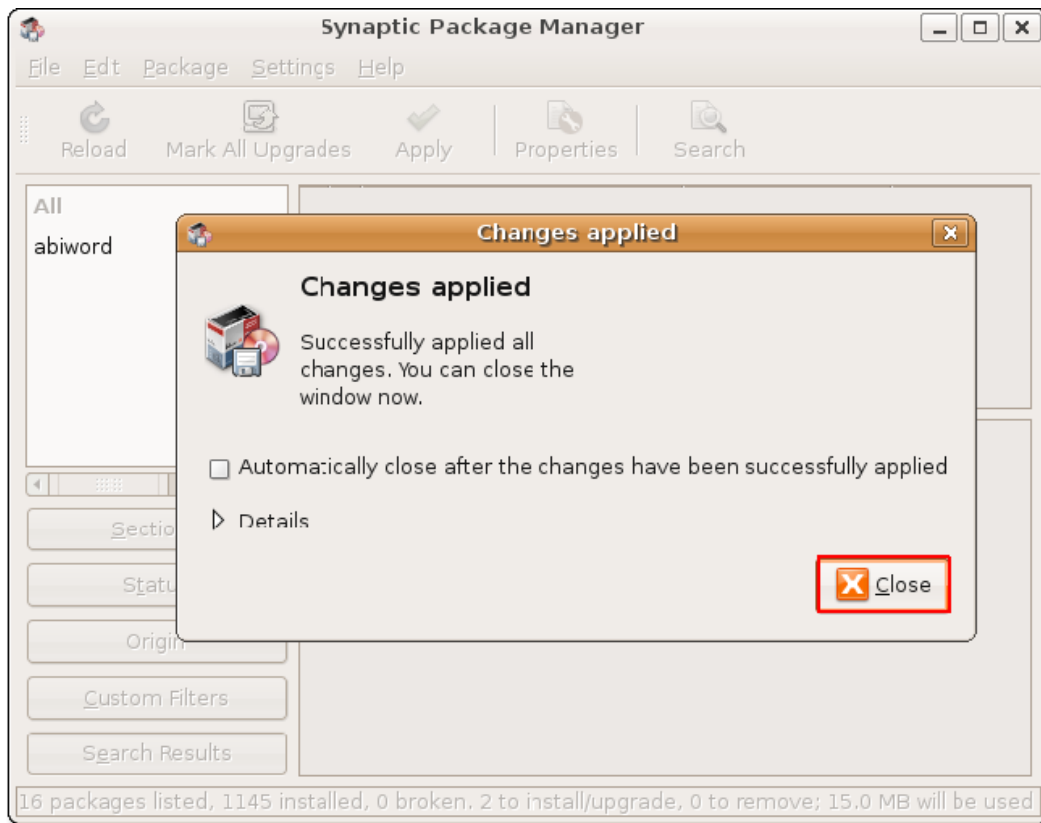 Synaptic Package Manager
File Edit Package Settings Help
Reload Mark All Upgrades Apply Properties Search
All
abiword
Changes applied
Changes applied
Successfully applied all
changes. You can close the
window now.
Automatically close after the changes have been successfully applied
Details
Close
Sectio
Statu
Origin
Custom Filters
Search Results
16 packages listed, 1145 installed, 0 broken. 2 to install/upgrade, 0 to remove; 15.0 MB will be used